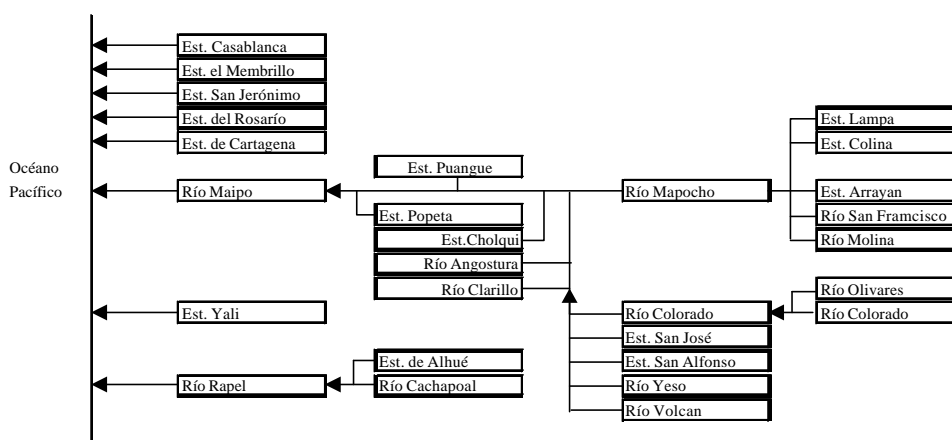 Est. Casablanca
Est. el Membrillo
Est. San Jerónimo
Est. del Rosarío
Est. de Cartagena
Océano
Pacífico
Río Maipo
Est. Puangue
Est. Popeta
Est.Cholqui
Río Angostura
Río Clarillo
Río Mapocho
Est. Lampa
Est. Colina
Est. Arrayan
Río San Framcisco
Río Molina
Río Olivares
Río Colorado
Río Colorado
Est. San José
Est. San Alfonso
Río Yeso
Río Volcan
Est. Yali
Est. de Alhué
Río Cachapoal
Río Rapel